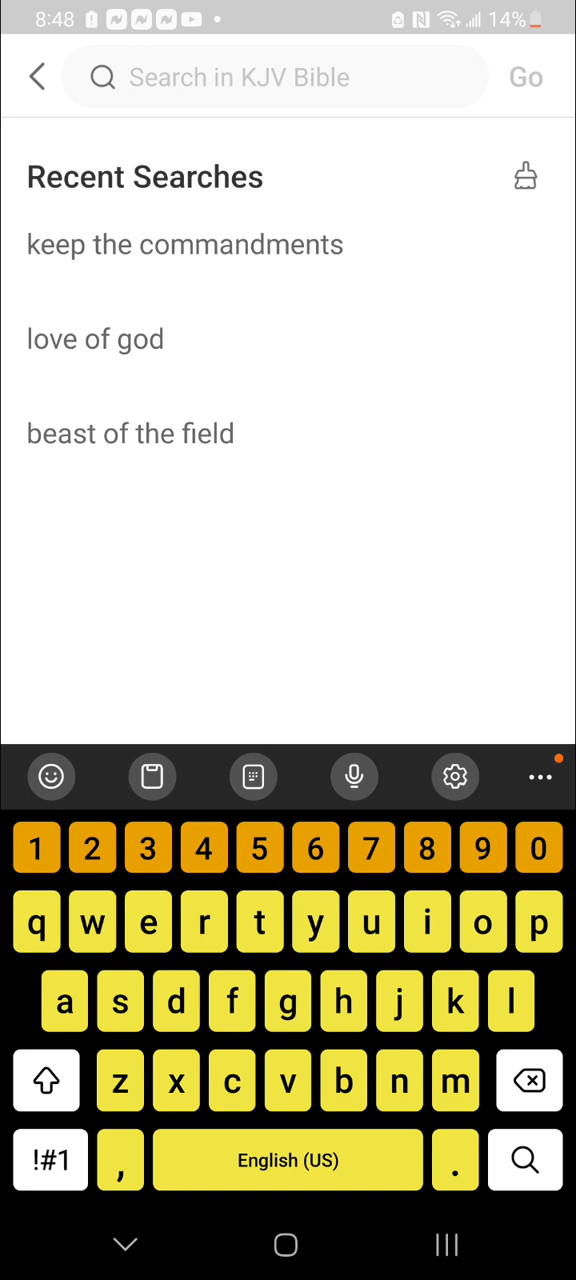 8:48 14%
Search in KJV Bible Go
Recent Searches
keep the commandments
love of god
beast of the field
1 2 3 4 5 6 7 8 9 0
q w e r t y u i o p
a s d f g h j k l
z x c v b n m
!#1 , English (US) .